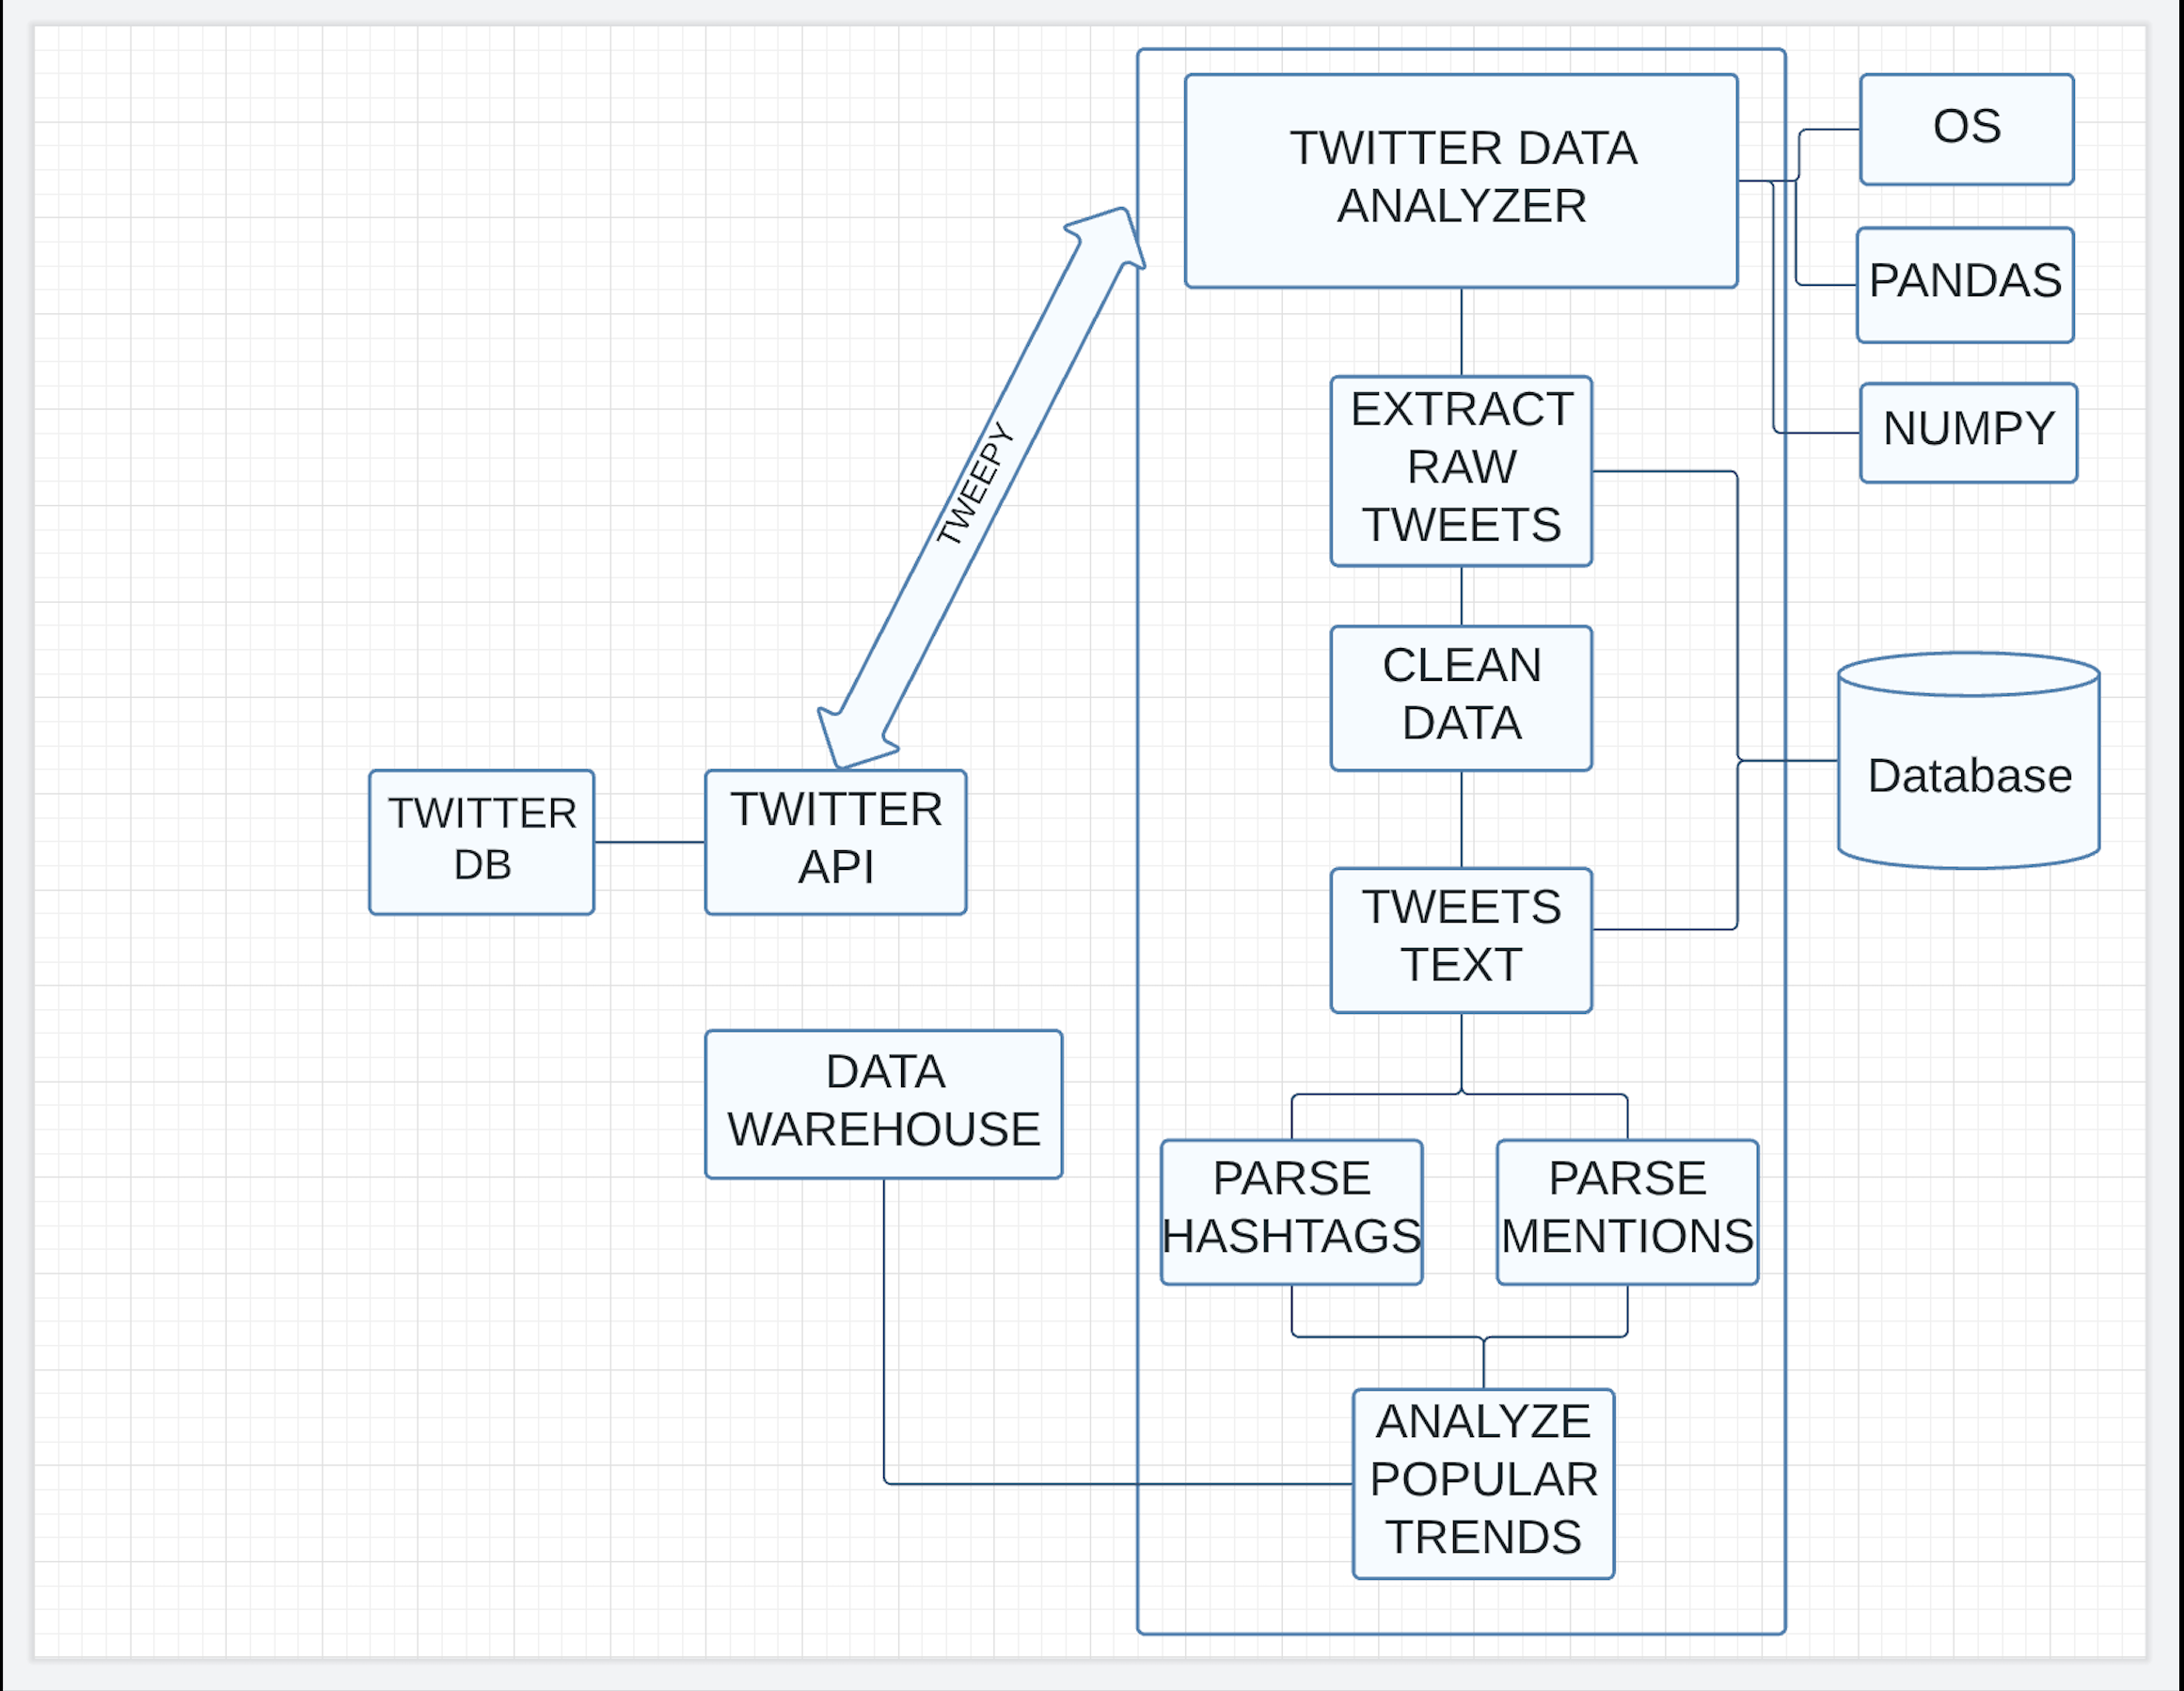 TWITTER DATA
ANALYZER
OS
PANDAS
NUMPY
EXTRACT
RAW
TWEETS
TWEEPY
CLEAN
DATA
Database
TWITTER
DB
TWITTER
API
TWEETS
TEXT
DATA
WAREHOUSE
PARSE
HASHTAGS
PARSE
MENTIONS
ANALYZE
POPULAR
TRENDS